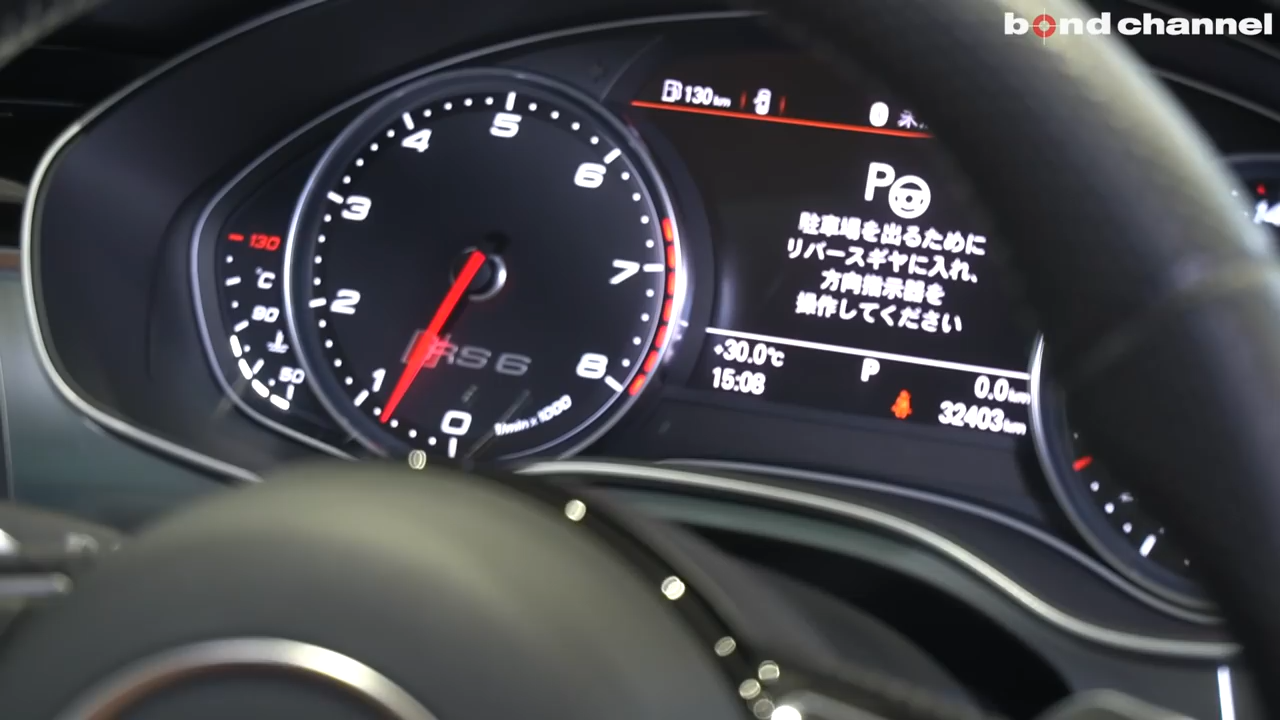 bond channel
130km
5
4
6
3
7
2
8
1
0
RS 6
1/min x 1000
130
°C
90
50
P
駐車場を出るために
リバースギヤに入れ、
方向指示器を
操作してください
+30.0°C
P
0.0km
15:08
32403km